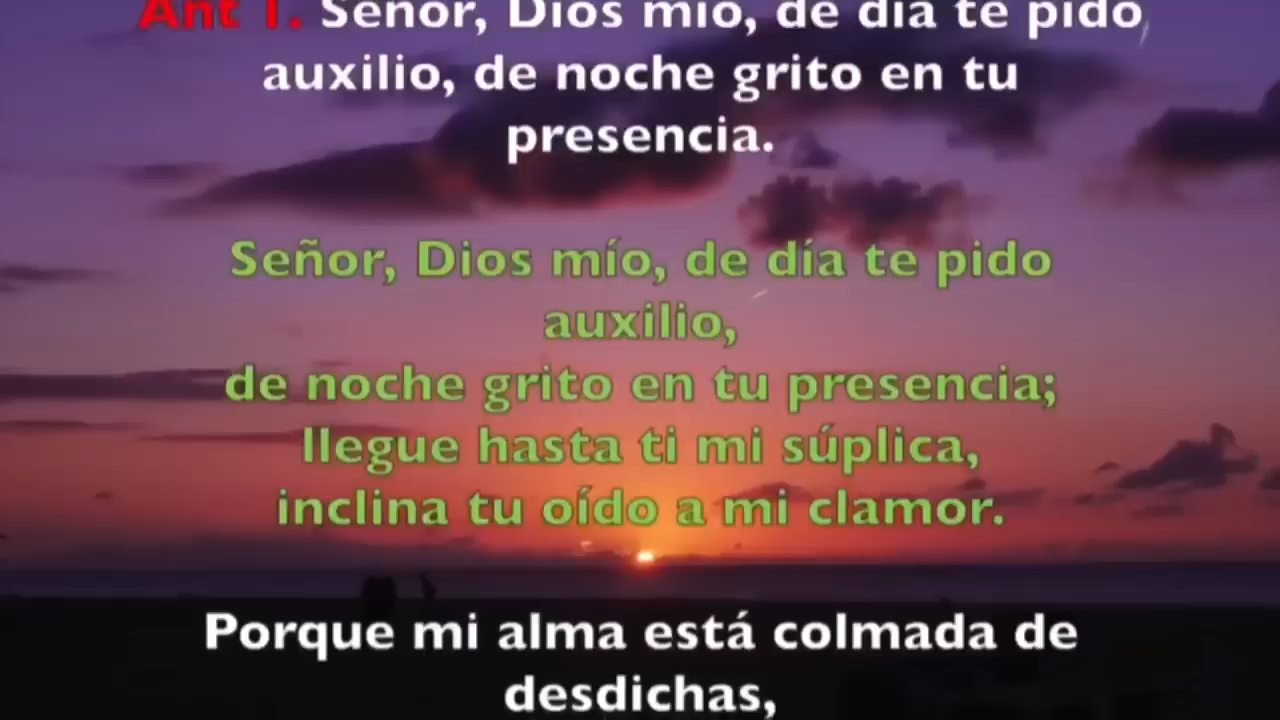 Ant 1. Señor, Dios mío, de día te pido
auxilio, de noche grito en tu
presencia.
Señor, Dios mío, de día te pido
auxilio,
de noche grito en tu presencia;
llegue hasta ti mi súplica,
inclina tu oído a mi clamor.
Porque mi alma está colmada de
desdichas,